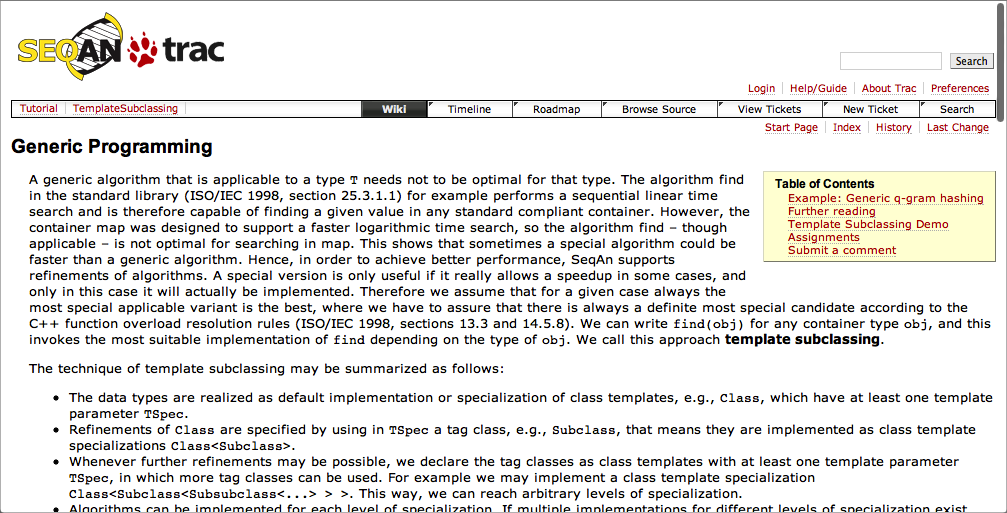 SEQAN trac
Search
Login Help/Guide About Trac Preferences
Tutorial TemplateSubclassing Wiki Timeline Roadmap Browse Source View Tickets New Ticket Search
Start Page Index History Last Change
Generic Programming
A generic algorithm that is applicable to a type T needs not to be optimal for that type. The algorithm find
in the standard library (ISO/IEC 1998, section 25.3.1.1) for example performs a sequential linear time
search and is therefore capable of finding a given value in any standard compliant container. However, the
container map was designed to support a faster logarithmic time search, so the algorithm find – though
applicable – is not optimal for searching in map. This shows that sometimes a special algorithm could be
faster than a generic algorithm. Hence, in order to achieve better performance, SeqAn supports
refinements of algorithms. A special version is only useful if it really allows a speedup in some cases, and
only in this case it will actually be implemented. Therefore we assume that for a given case always the
most special applicable variant is the best, where we have to assure that there is always a definite most special candidate according to the
C++ function overload resolution rules (ISO/IEC 1998, sections 13.3 and 14.5.8). We can write find(obj) for any container type obj, and this
invokes the most suitable implementation of find depending on the type of obj. We call this approach template subclassing.
Table of Contents
Example: Generic q-gram hashing
Further reading
Template Subclassing Demo
Assignments
Submit a comment
The technique of template subclassing may be summarized as follows:
• The data types are realized as default implementation or specialization of class templates, e.g., Class, which have at least one template
parameter TSpec.
• Refinements of Class are specified by using in TSpec a tag class, e.g., Subclass, that means they are implemented as class template
specializations Class<Subclass>.
• Whenever further refinements may be possible, we declare the tag classes as class templates with at least one template parameter
TSpec, in which more tag classes can be used. For example we may implement a class template specialization
Class<Subclass<Subsubclass<...> > >. This way, we can reach arbitrary levels of specialization.
• Algorithms can be implemented for each level of specialization. If multiple implementations for different levels of specialization exist,